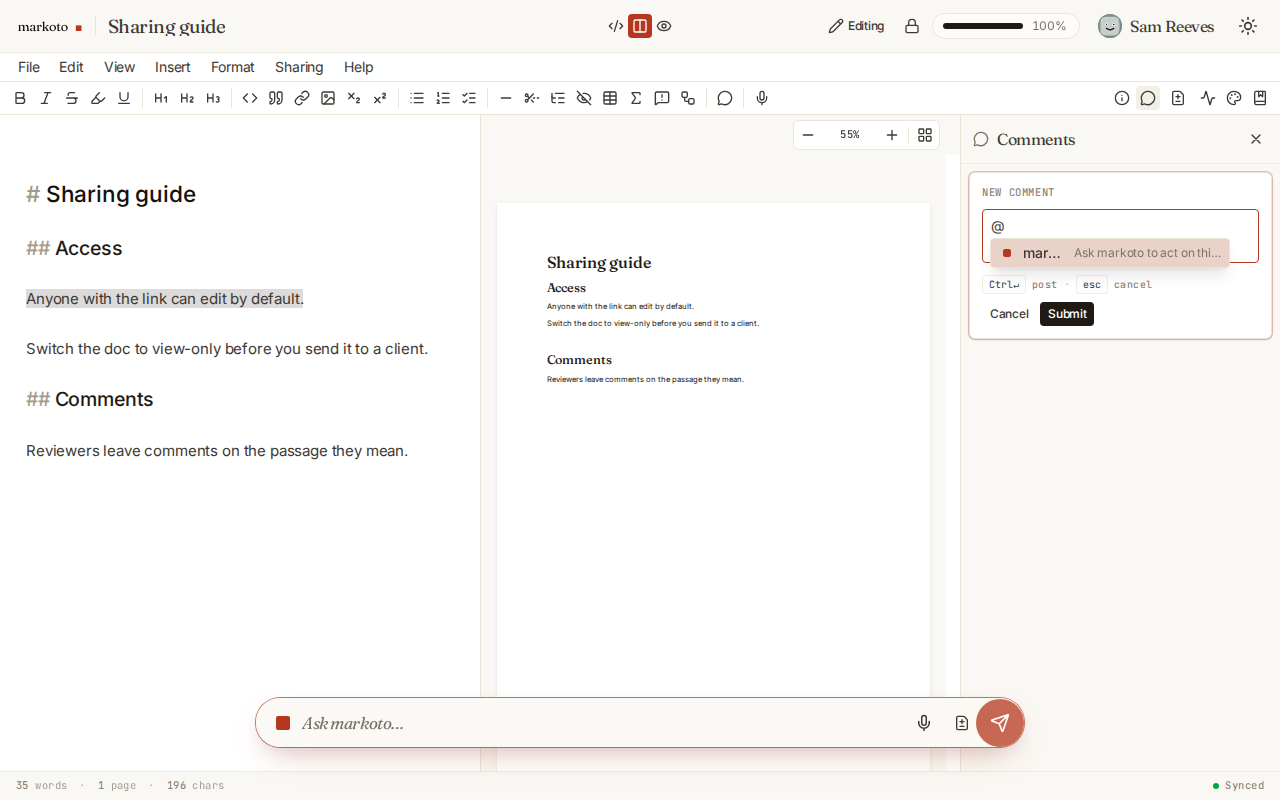 markoto
Sharing guide
Editing
100%
Sam Reeves
File Edit View Insert Format Sharing Help
H1 H2 H3
x2 x2
55%
# Sharing guide
## Access
Anyone with the link can edit by default.
Switch the doc to view-only before you send it to a client.
## Comments
Reviewers leave comments on the passage they mean.
Sharing guide
Access
Anyone with the link can edit by default.
Switch the doc to view-only before you send it to a client.
Comments
Reviewers leave comments on the passage they mean.
Comments
NEW COMMENT
@
mar... Ask markoto to act on thi...
Ctrl↵ post · esc cancel
Cancel Submit
Ask markoto...
35 words · 1 page · 196 chars
Synced